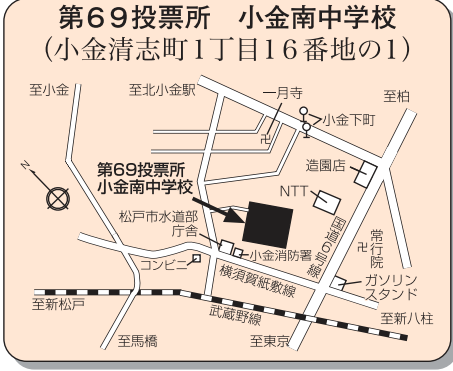 第69投票所　小金南中学校
(小金清志町1丁目16番地の1)
至小金
至北小金駅
一月寺
至柏
小金下町
卍
造園店
N
第69投票所
小金南中学校
NTT
松戸市水道部
庁舎
国道6号線
常行院
卍
小金消防署
コンビニ
横須賀紙敷線
ガソリン
スタンド
至新松戸
武蔵野線
至新八柱
至馬橋
至東京